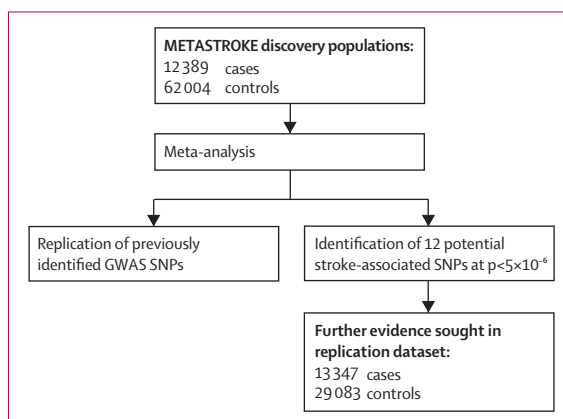 METASTROKE discovery populations:
12 389 cases
62 004 controls
Meta-analysis
Replication of previously
identified GWAS SNPs
Identification of 12 potential
stroke-associated SNPs at p<5×10⁻⁶
Further evidence sought in
replication dataset:
13 347 cases
29 083 controls